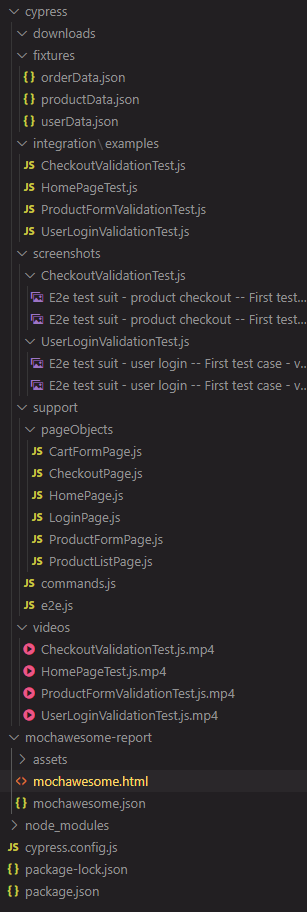 cypress
downloads
fixtures
{} orderData.json
{} productData.json
{} userData.json
integration\examples
JS CheckoutValidationTest.js
JS HomePageTest.js
JS ProductFormValidationTest.js
JS UserLoginValidationTest.js
screenshots
CheckoutValidationTest.js
E2e test suit - product checkout -- First test...
E2e test suit - product checkout -- First test...
UserLoginValidationTest.js
E2e test suit - user login -- First test case - v...
E2e test suit - user login -- First test case - v...
support
pageObjects
JS CartFormPage.js
JS CheckoutPage.js
JS HomePage.js
JS LoginPage.js
JS ProductFormPage.js
JS ProductListPage.js
JS commands.js
JS e2e.js
videos
CheckoutValidationTest.js.mp4
HomePageTest.js.mp4
ProductFormValidationTest.js.mp4
UserLoginValidationTest.js.mp4
mochawesome-report
assets
<> mochawesome.html
{} mochawesome.json
node_modules
JS cypress.config.js
{} package-lock.json
{} package.json